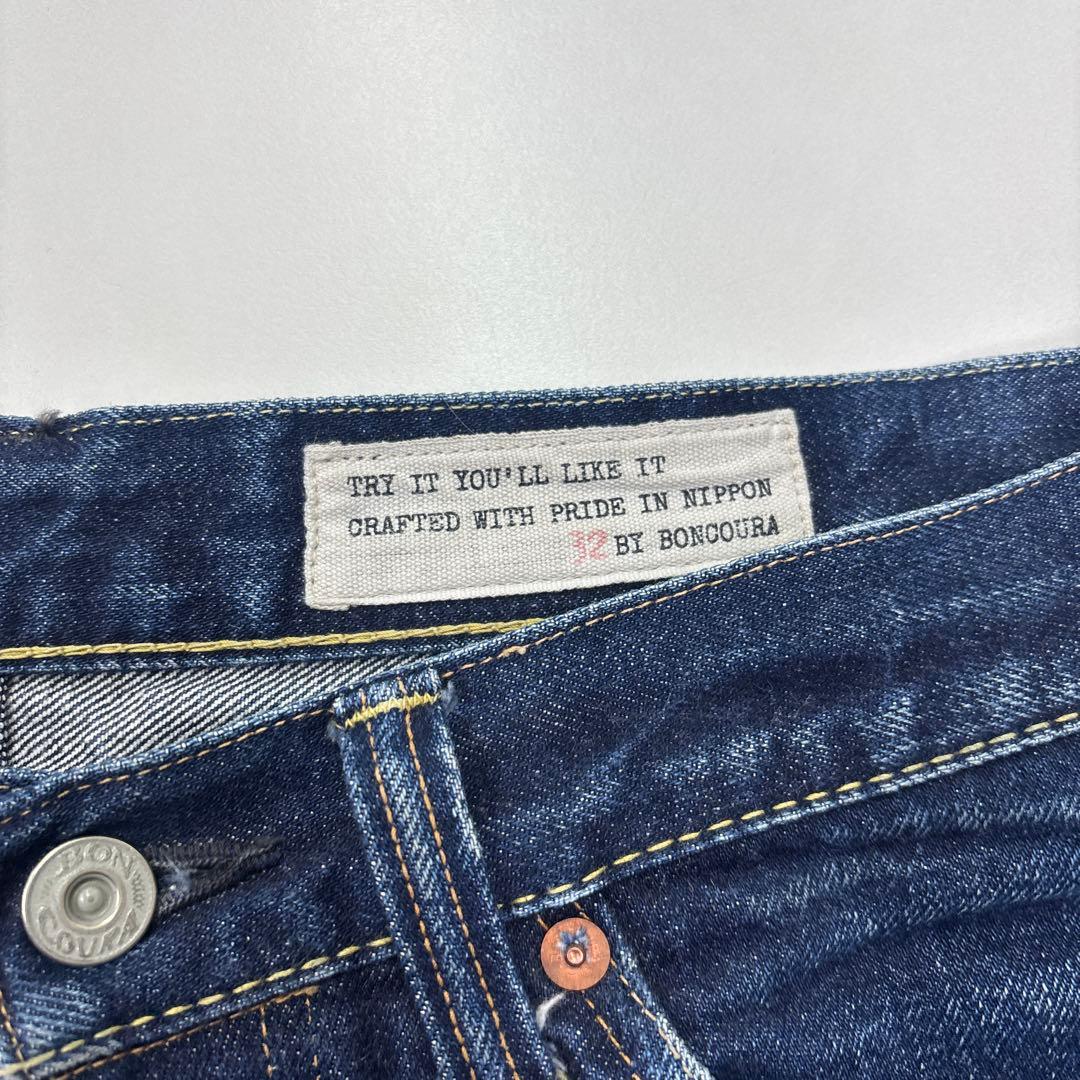 TRY IT YOU'LL LIKE IT
CRAFTED WITH PRIDE IN NIPPON
32 BY BONCOURA
BON
COURA